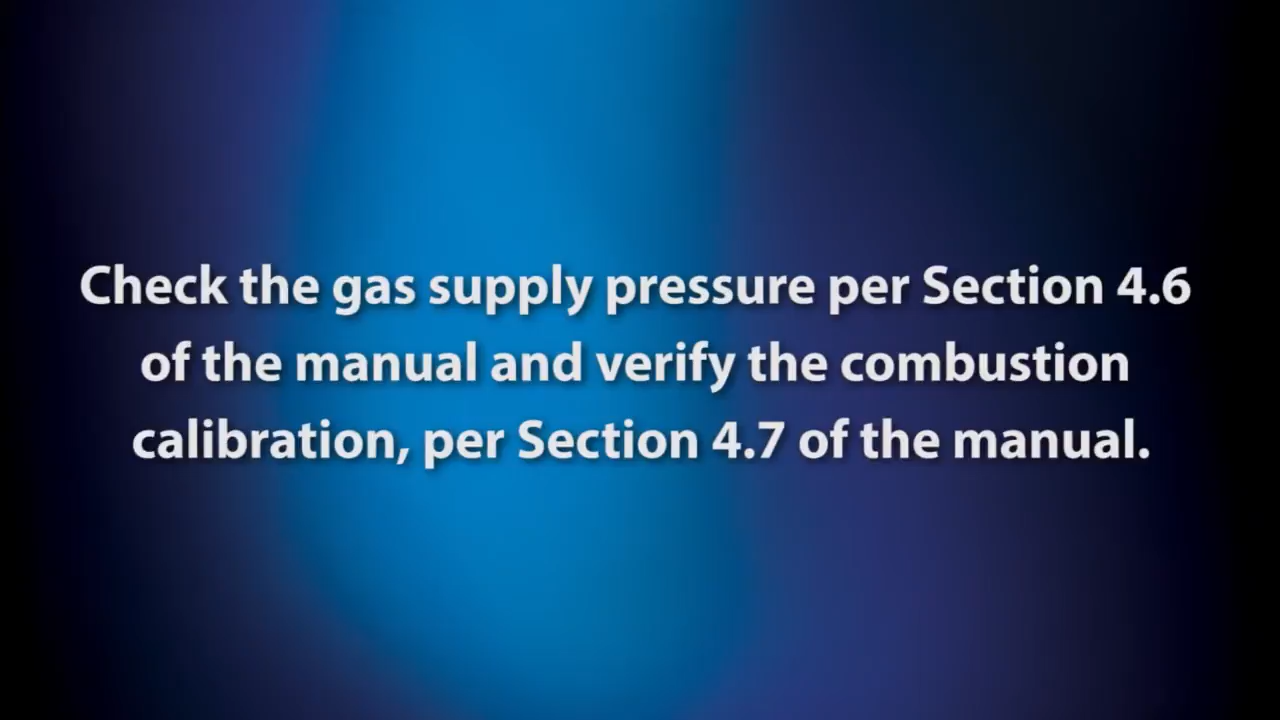 Check the gas supply pressure per Section 4.6
of the manual and verify the combustion
calibration, per Section 4.7 of the manual.